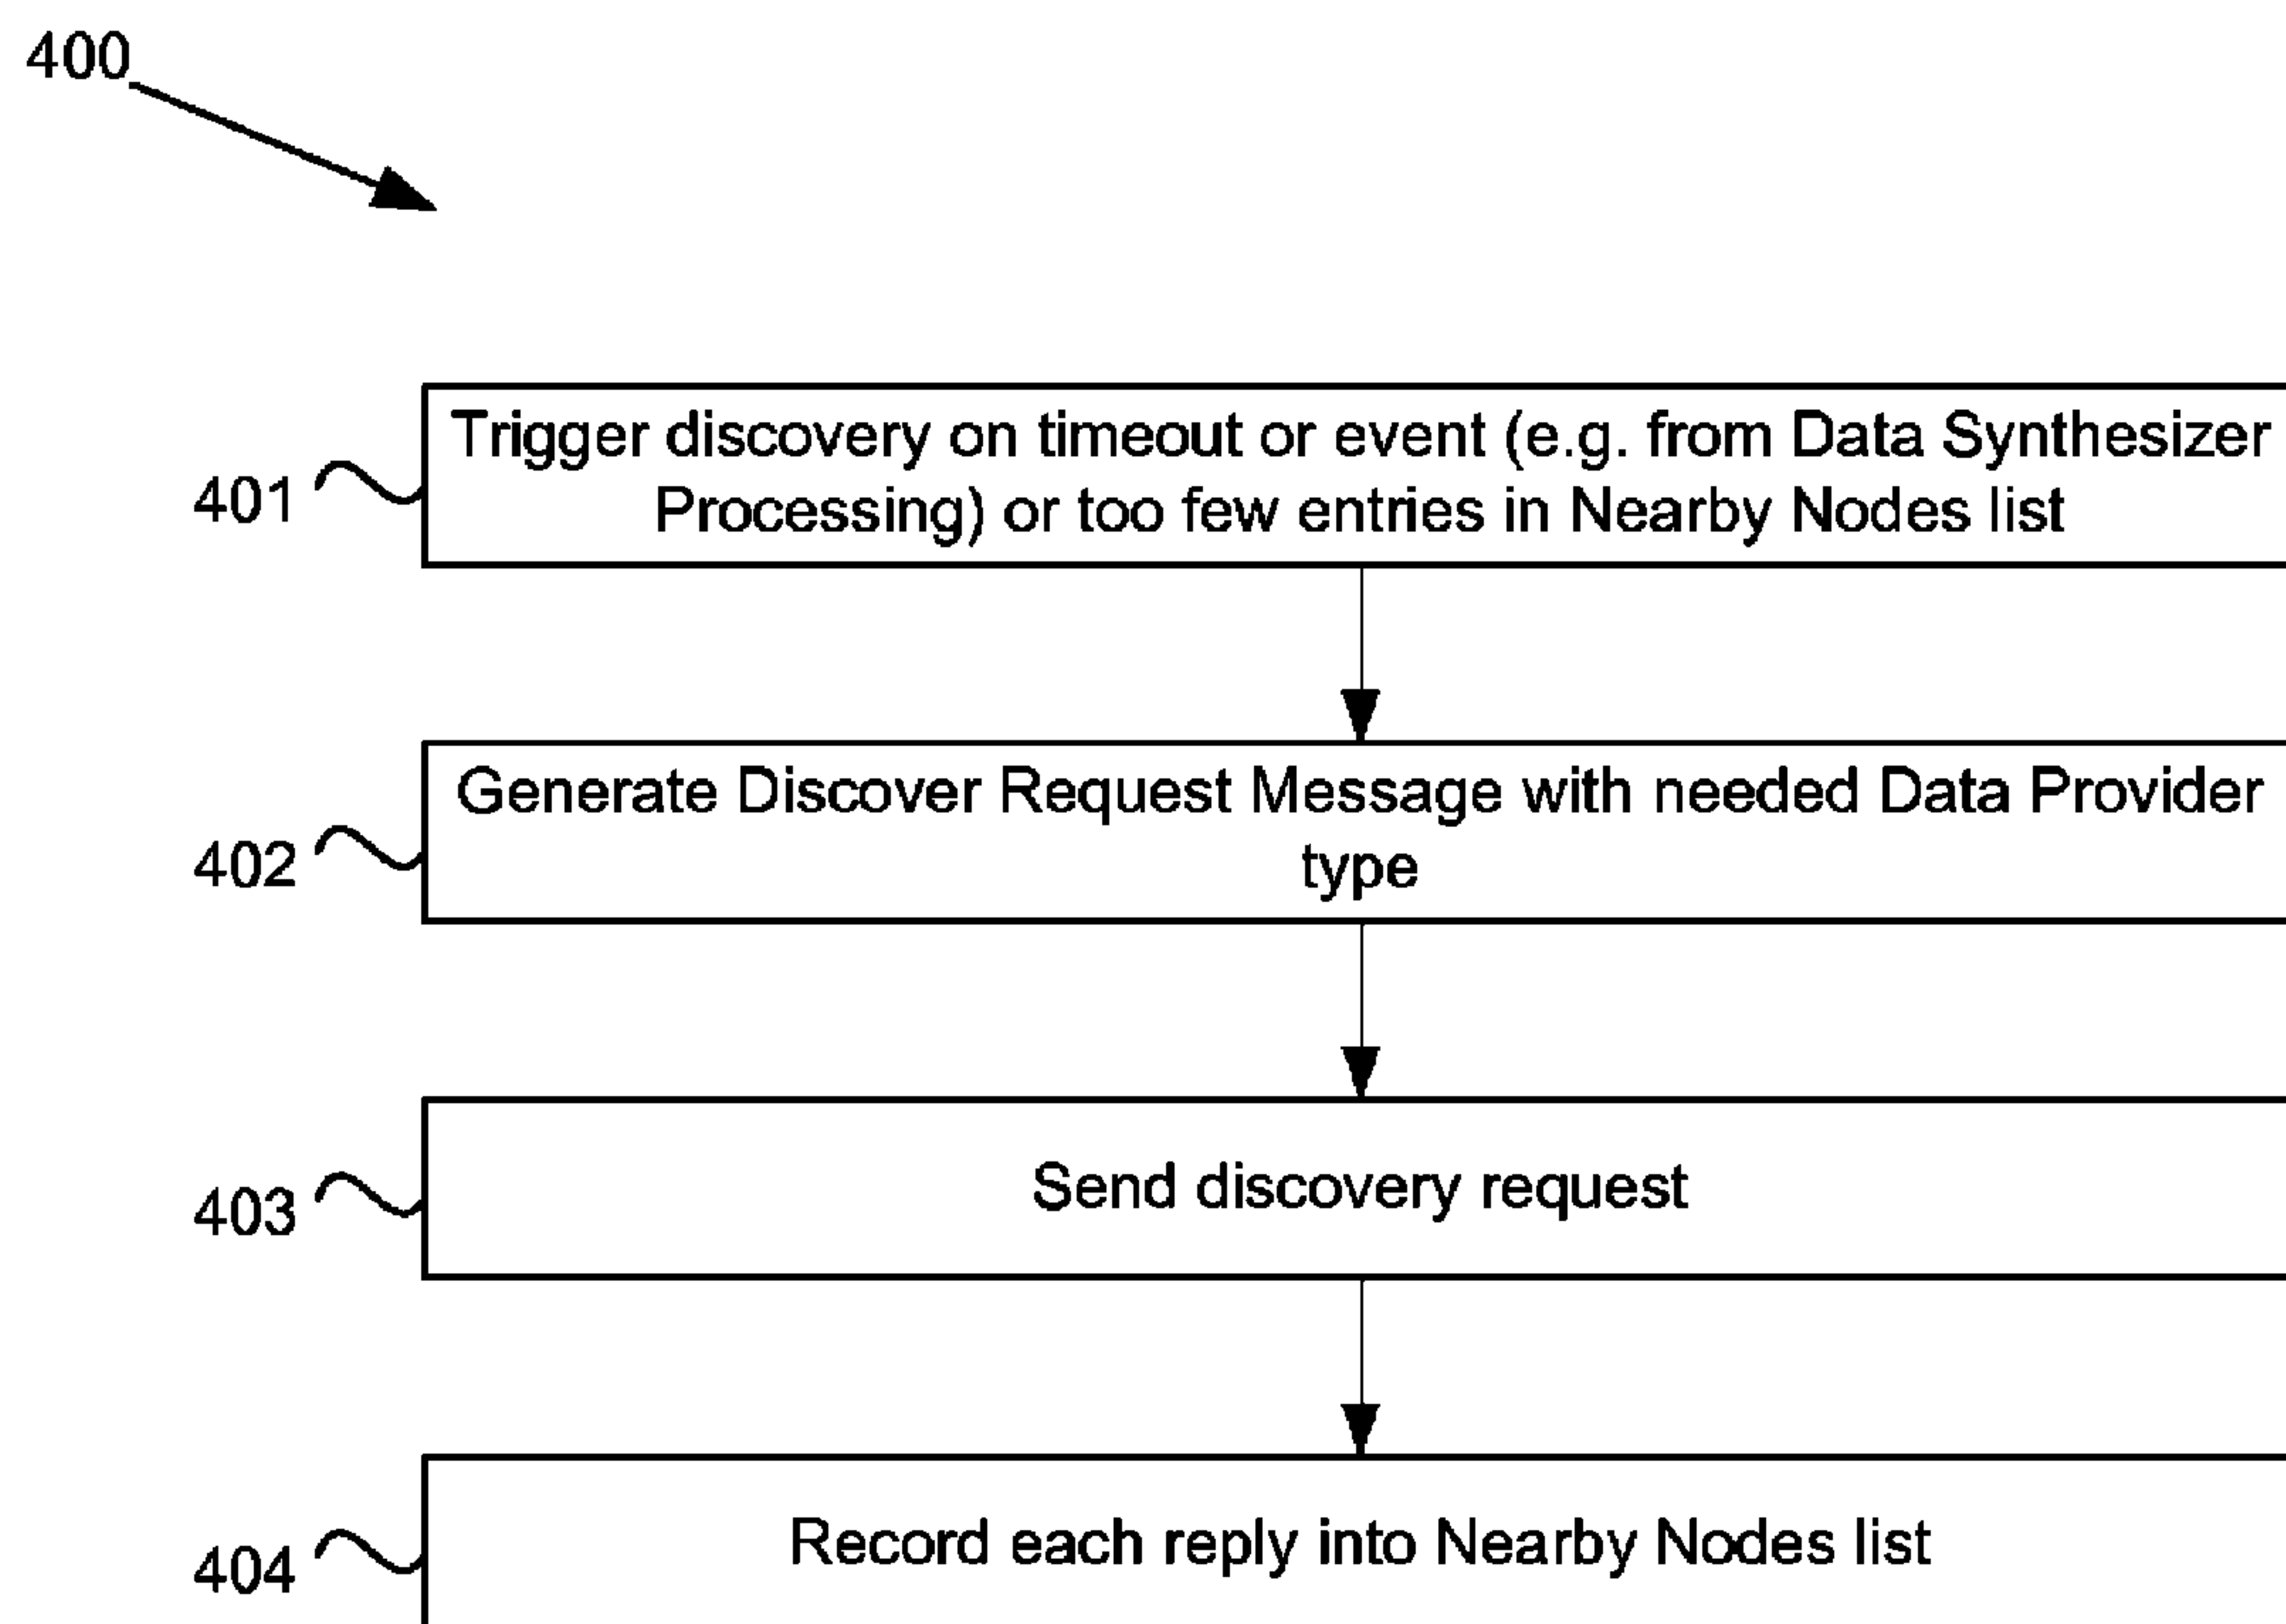 400
401
Trigger discovery on timeout or event (e.g. from Data Synthesizer
Processing) or too few entries in Nearby Nodes list
402
Generate Discover Request Message with needed Data Provider
type
403
Send discovery request
404
Record each reply into Nearby Nodes list